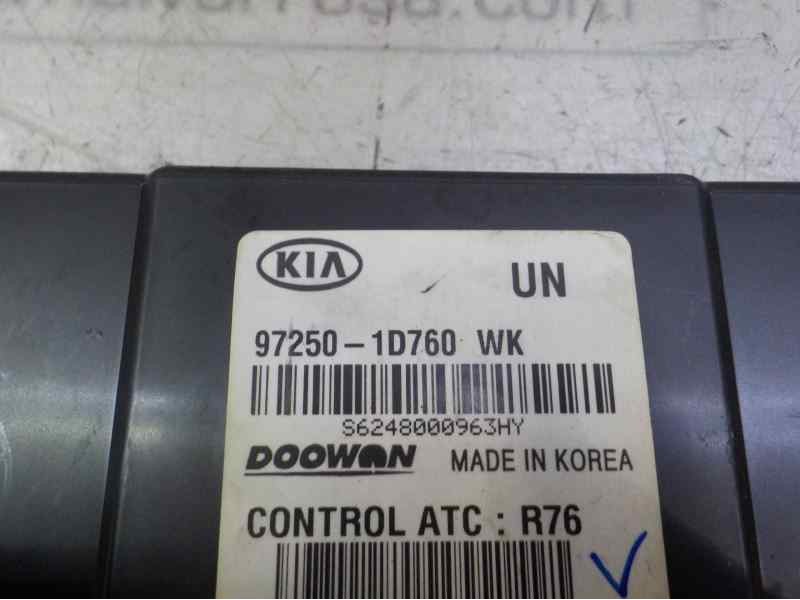 KIA
UN
97250-1D760 WK
S6248000963HY
DOOWON MADE IN KOREA
CONTROL ATC : R76